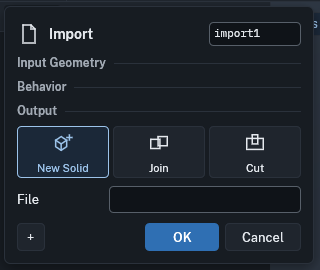 Import import1
Input Geometry
Behavior
Output
New Solid Join Cut
File
+ OK Cancel